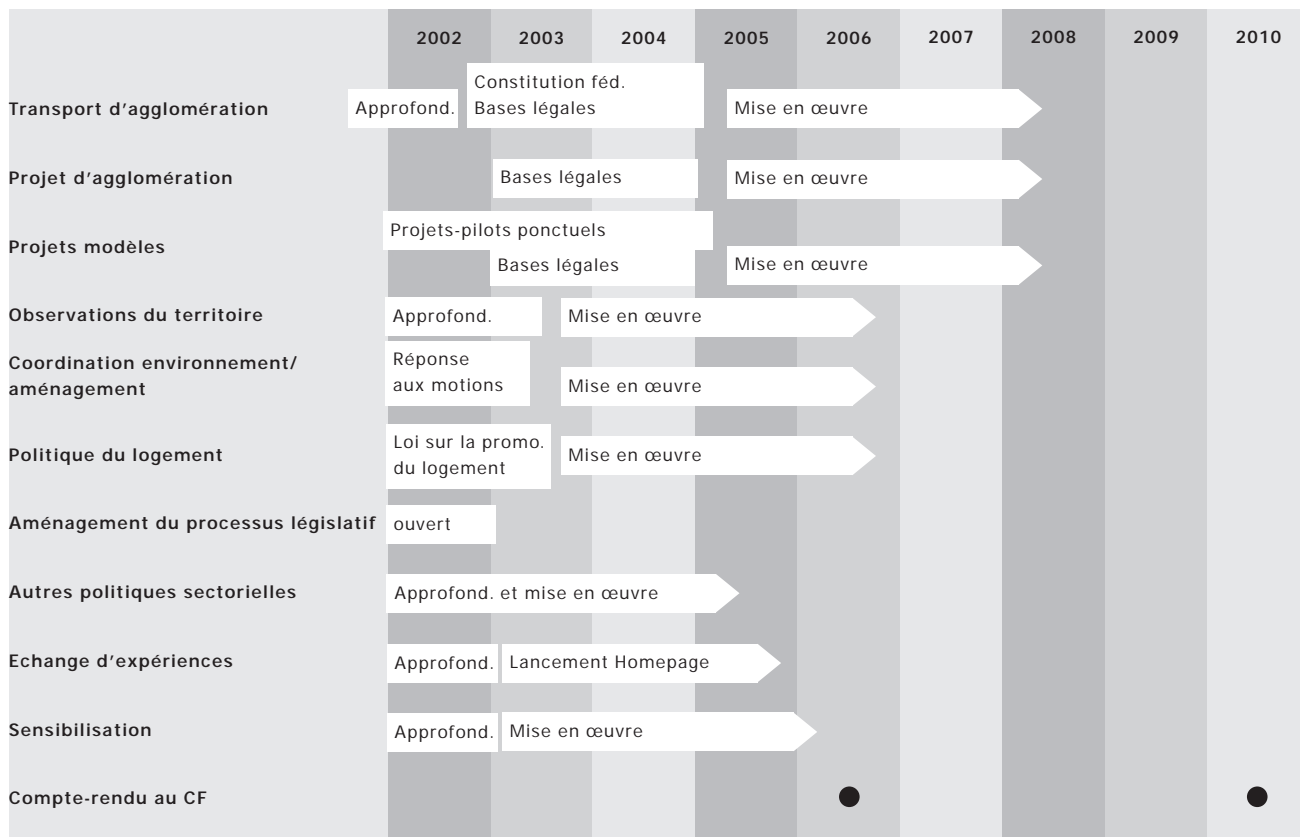 2002 2003 2004 2005 2006 2007 2008 2009 2010
Constitution féd.
Transport d'agglomération Approfond. Bases légales Mise en œuvre
Projet d'agglomération Bases légales Mise en œuvre
Projets-pilots ponctuels
Projets modèles
Bases légales Mise en œuvre
Observations du territoire Approfond. Mise en œuvre
Coordination environnement/
aménagement
Réponse
aux motions
Mise en œuvre
Politique du logement
Loi sur la promo.
du logement
Mise en œuvre
Aménagement du processus législatif ouvert
Autres politiques sectorielles Approfond. et mise en œuvre
Echange d'expériences Approfond. Lancement Homepage
Sensibilisation Approfond. Mise en œuvre
Compte-rendu au CF